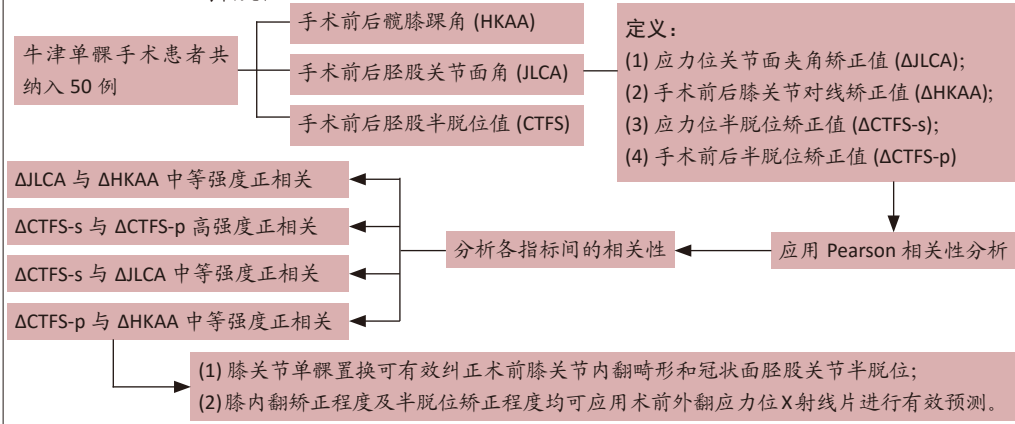 牛津单髁手术患者共
纳入 50 例
手术前后髋膝踝角 (HKAA)
手术前后胫股关节面角 (JLCA)
手术前后胫股半脱位值 (CTFS)
定义：
(1) 应力位关节面夹角矫正值 (ΔJLCA);
(2) 手术前后膝关节对线矫正值 (ΔHKAA);
(3) 应力位半脱位矫正值 (ΔCTFS-s);
(4) 手术前后半脱位矫正值 (ΔCTFS-p)
应用 Pearson 相关性分析
分析各指标间的相关性
ΔJLCA 与 ΔHKAA 中等强度正相关
ΔCTFS-s 与 ΔCTFS-p 高强度正相关
ΔCTFS-s 与 ΔJLCA 中等强度正相关
ΔCTFS-p 与 ΔHKAA 中等强度正相关
(1) 膝关节单髁置换可有效纠正术前膝关节内翻畸形和冠状面胫股关节半脱位;
(2)膝内翻矫正程度及半脱位矫正程度均可应用术前外翻应力位X射线片进行有效预测。